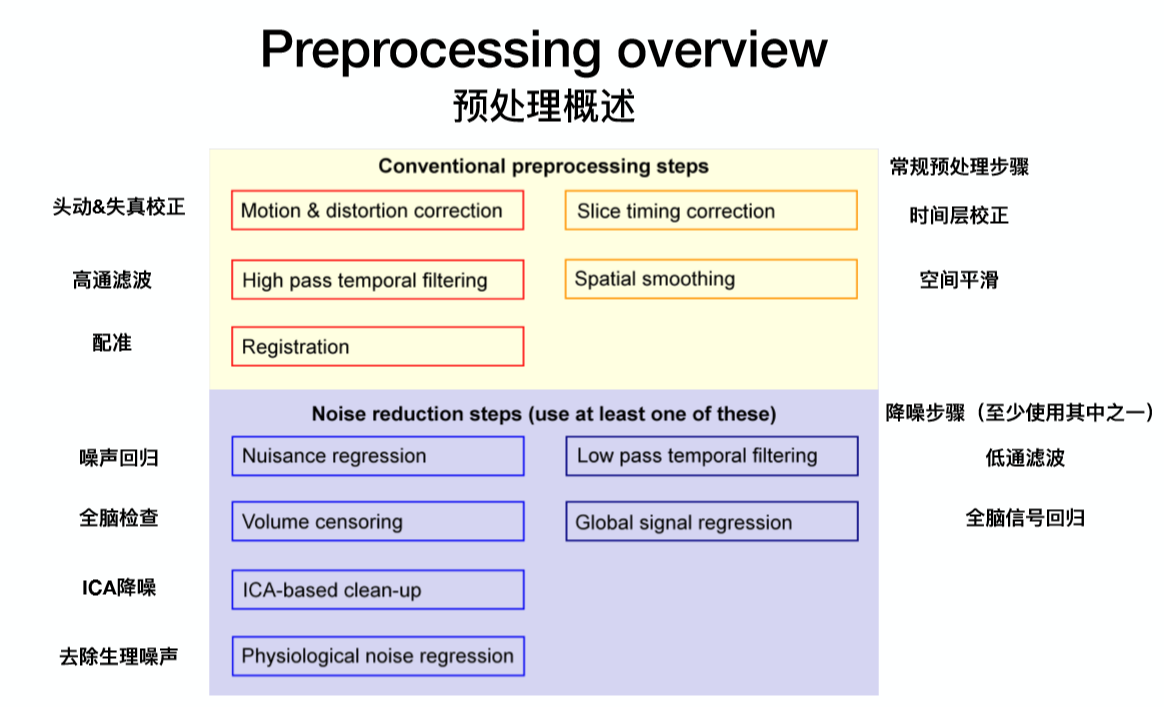 Preprocessing overview
预处理概述
Conventional preprocessing steps
常规预处理步骤
头动&失真校正
Motion & distortion correction
Slice timing correction
时间层校正
高通滤波
High pass temporal filtering
Spatial smoothing
空间平滑
配准
Registration
Noise reduction steps (use at least one of these)
降噪步骤（至少使用其中之一）
噪声回归
Nuisance regression
Low pass temporal filtering
低通滤波
全脑检查
Volume censoring
Global signal regression
全脑信号回归
ICA降噪
ICA-based clean-up
去除生理噪声
Physiological noise regression